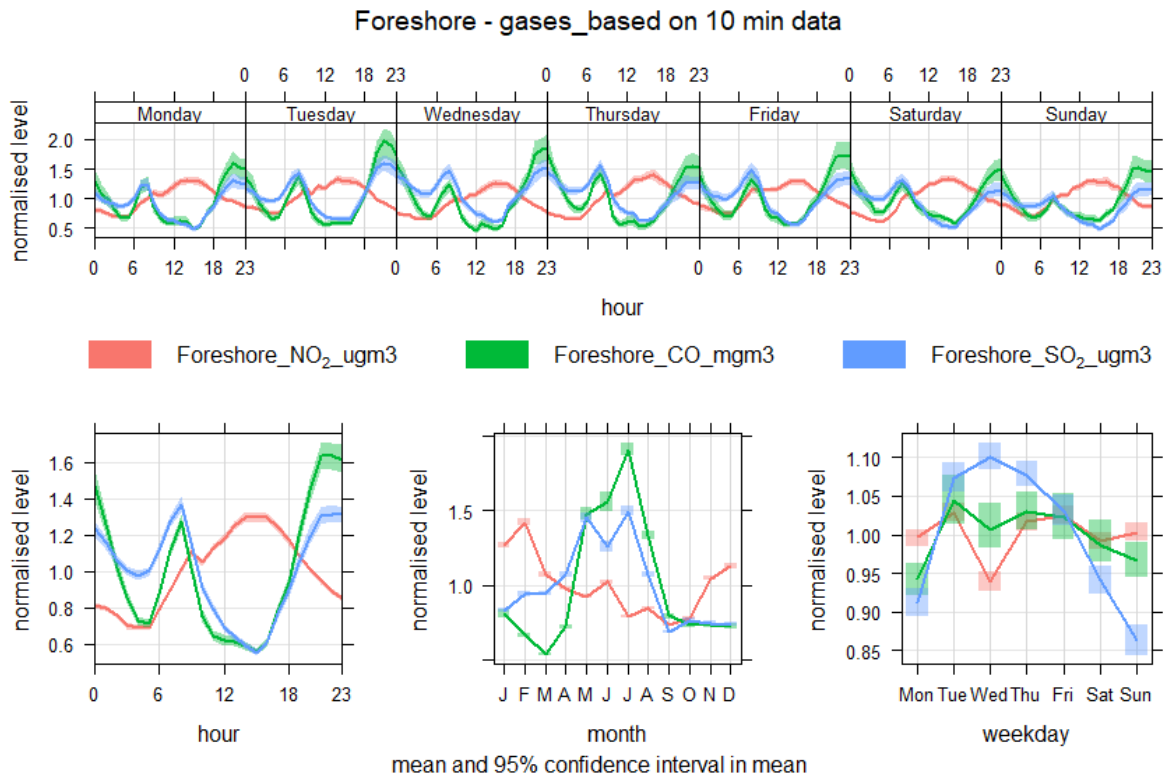 Foreshore - gases_based on 10 min data
0 6 12 18 23 0 6 12 18 23 0 6 12 18 23
Monday Tuesday Wednesday Thursday Friday Saturday Sunday
normalised level
2.0
1.5
1.0
0.5
0 6 12 18 23 0 6 12 18 23 0 6 12 18 23 0 6 12 18 23
hour
Foreshore_NO₂_ugm3 Foreshore_CO_mgm3 Foreshore_SO₂_ugm3
normalised level
1.6
1.4
1.2
1.0
0.8
0.6
0 6 12 18 23
hour
normalised level
1.5
1.0
J F M A M J J A S O N D
month
normalised level
1.10
1.05
1.00
0.95
0.90
0.85
Mon Tue Wed Thu Fri Sat Sun
weekday
mean and 95% confidence interval in mean